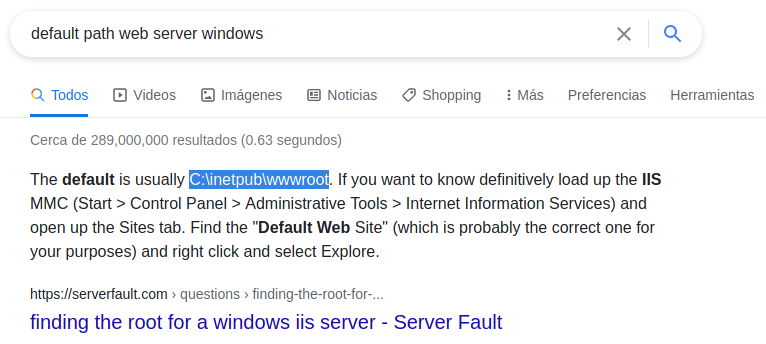 default path web server windows
Todos Videos Imágenes Noticias Shopping Más Preferencias Herramientas
Cerca de 289,000,000 resultados (0.63 segundos)
The default is usually C:\inetpub\wwwroot. If you want to know definitively load up the IIS
MMC (Start > Control Panel > Administrative Tools > Internet Information Services) and
open up the Sites tab. Find the "Default Web Site" (which is probably the correct one for
your purposes) and right click and select Explore.
https://serverfault.com › questions › finding-the-root-for-...
finding the root for a windows iis server - Server Fault